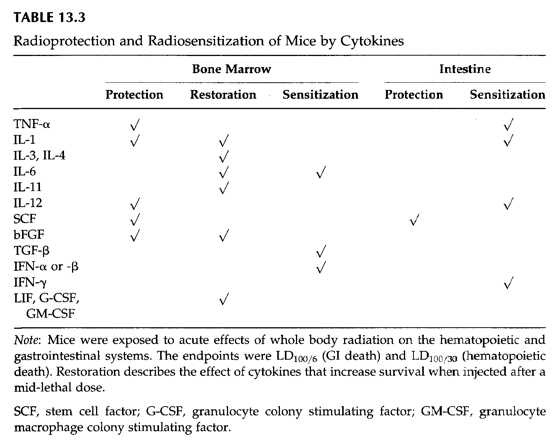 TABLE 13.3
Radioprotection and Radiosensitization of Mice by Cytokines
Bone Marrow Intestine
Protection Restoration Sensitization Protection Sensitization
TNF-α √ √
IL-1 √ √ √
IL-3, IL-4 √
IL-6 √ √
IL-11 √
IL-12 √ √
SCF √ √
bFGF √ √
TGF-β √
IFN-α or -β √
IFN-γ √
LIF, G-CSF, √
GM-CSF
Note: Mice were exposed to acute effects of whole body radiation on the hematopoietic and
gastrointestinal systems. The endpoints were LD100/6 (GI death) and LD100/30 (hematopoietic
death). Restoration describes the effect of cytokines that increase survival when injected after a
mid-lethal dose.
SCF, stem cell factor; G-CSF, granulocyte colony stimulating factor; GM-CSF, granulocyte
macrophage colony stimulating factor.